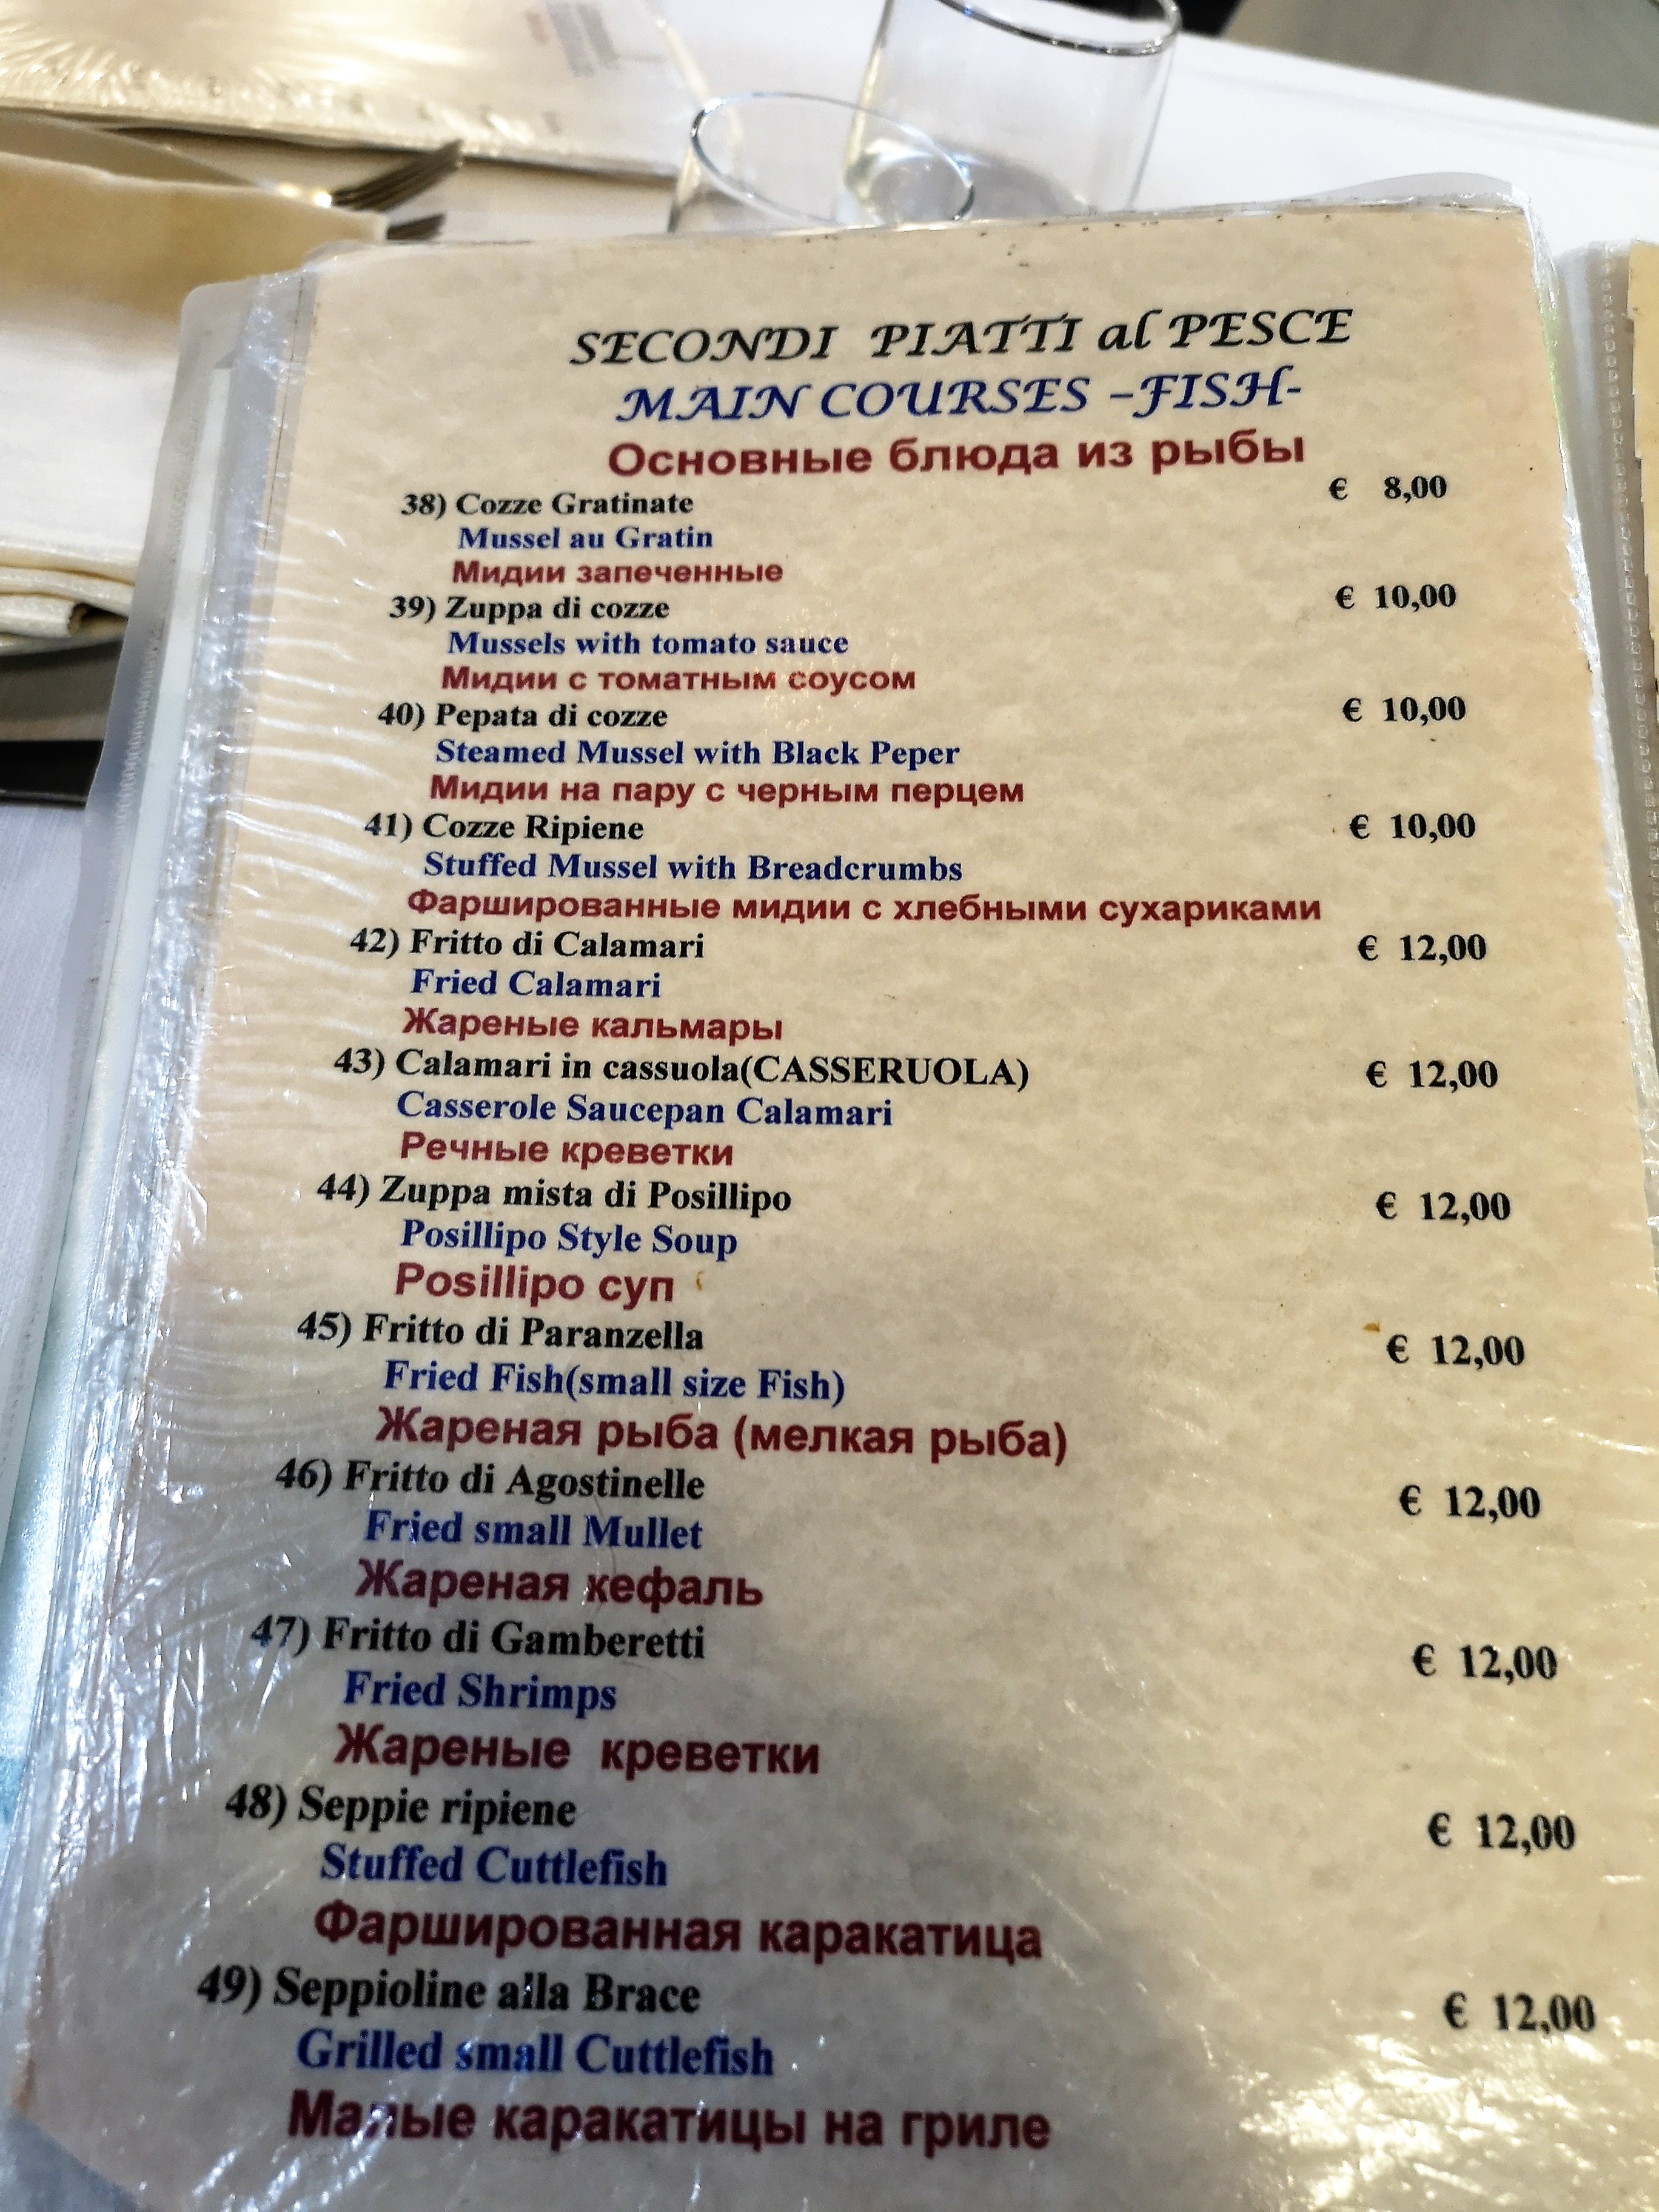 SECONDI PIATTI al PESCE
MAIN COURSES –FISH-
Основные блюда из рыбы
38) Cozze Gratinate € 8,00
Mussel au Gratin
Мидии запеченные
39) Zuppa di cozze € 10,00
Mussels with tomato sauce
Мидии с томатным соусом
40) Pepata di cozze € 10,00
Steamed Mussel with Black Peper
Мидии на пару с черным перцем
41) Cozze Ripiene € 10,00
Stuffed Mussel with Breadcrumbs
Фаршированные мидии с хлебными сухариками
42) Fritto di Calamari € 12,00
Fried Calamari
Жареные кальмары
43) Calamari in cassuola(CASSERUOLA) € 12,00
Casserole Saucepan Calamari
Речные креветки
44) Zuppa mista di Posillipo € 12,00
Posillipo Style Soup
Posillipo суп
45) Fritto di Paranzella € 12,00
Fried Fish(small size Fish)
Жареная рыба (мелкая рыба)
46) Fritto di Agostinelle € 12,00
Fried small Mullet
Жареная кефаль
47) Fritto di Gamberetti € 12,00
Fried Shrimps
Жареные креветки
48) Seppie ripiene € 12,00
Stuffed Cuttlefish
Фаршированная каракатица
49) Seppioline alla Brace € 12,00
Grilled small Cuttlefish
Малые каракатицы на гриле